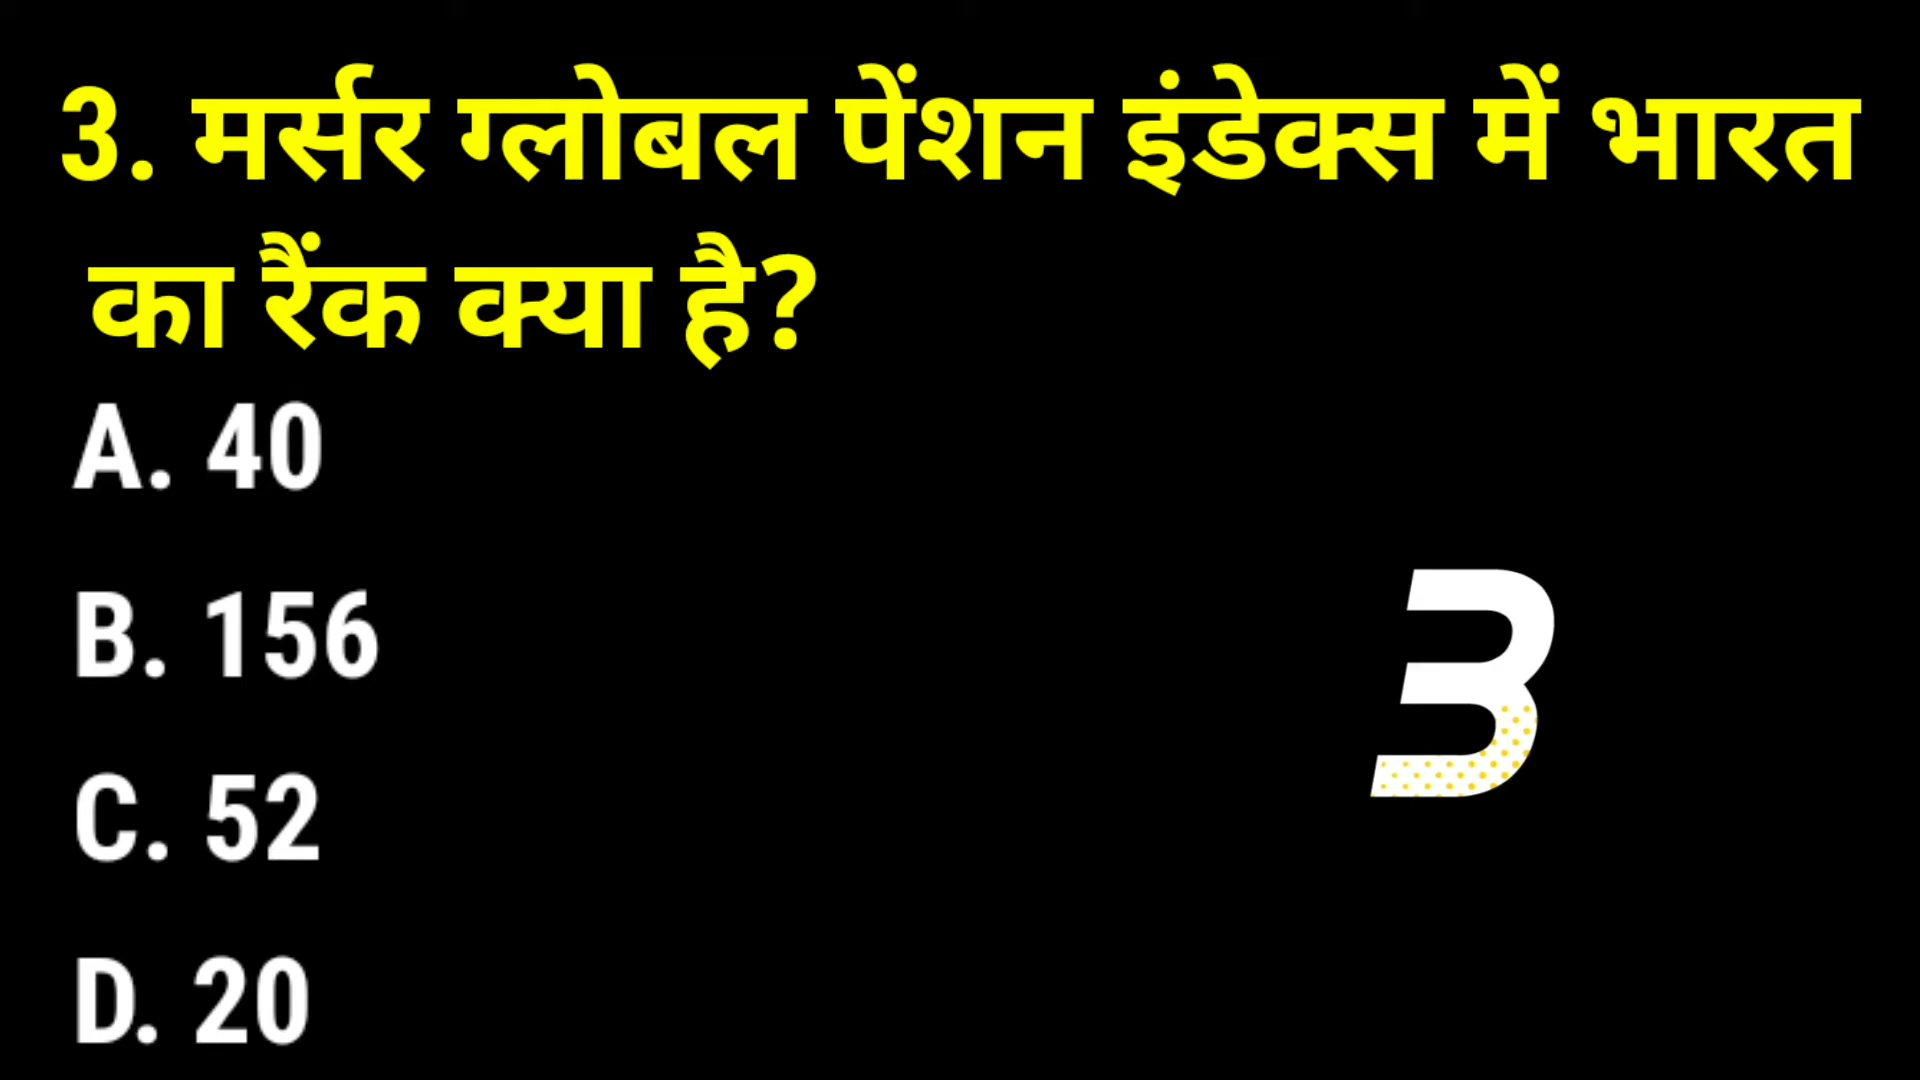 3. मर्सर ग्लोबल पेंशन इंडेक्स में भारत
का रैंक क्या है?
A. 40
B. 156
3
C. 52
D. 20